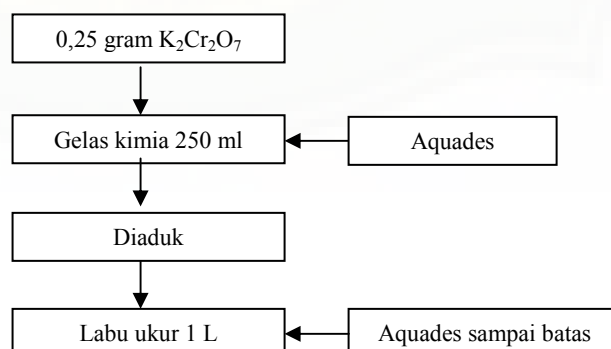 0,25 gram K₂Cr₂O₇
Gelas kimia 250 ml
Aquades
Diaduk
Labu ukur 1 L
Aquades sampai batas